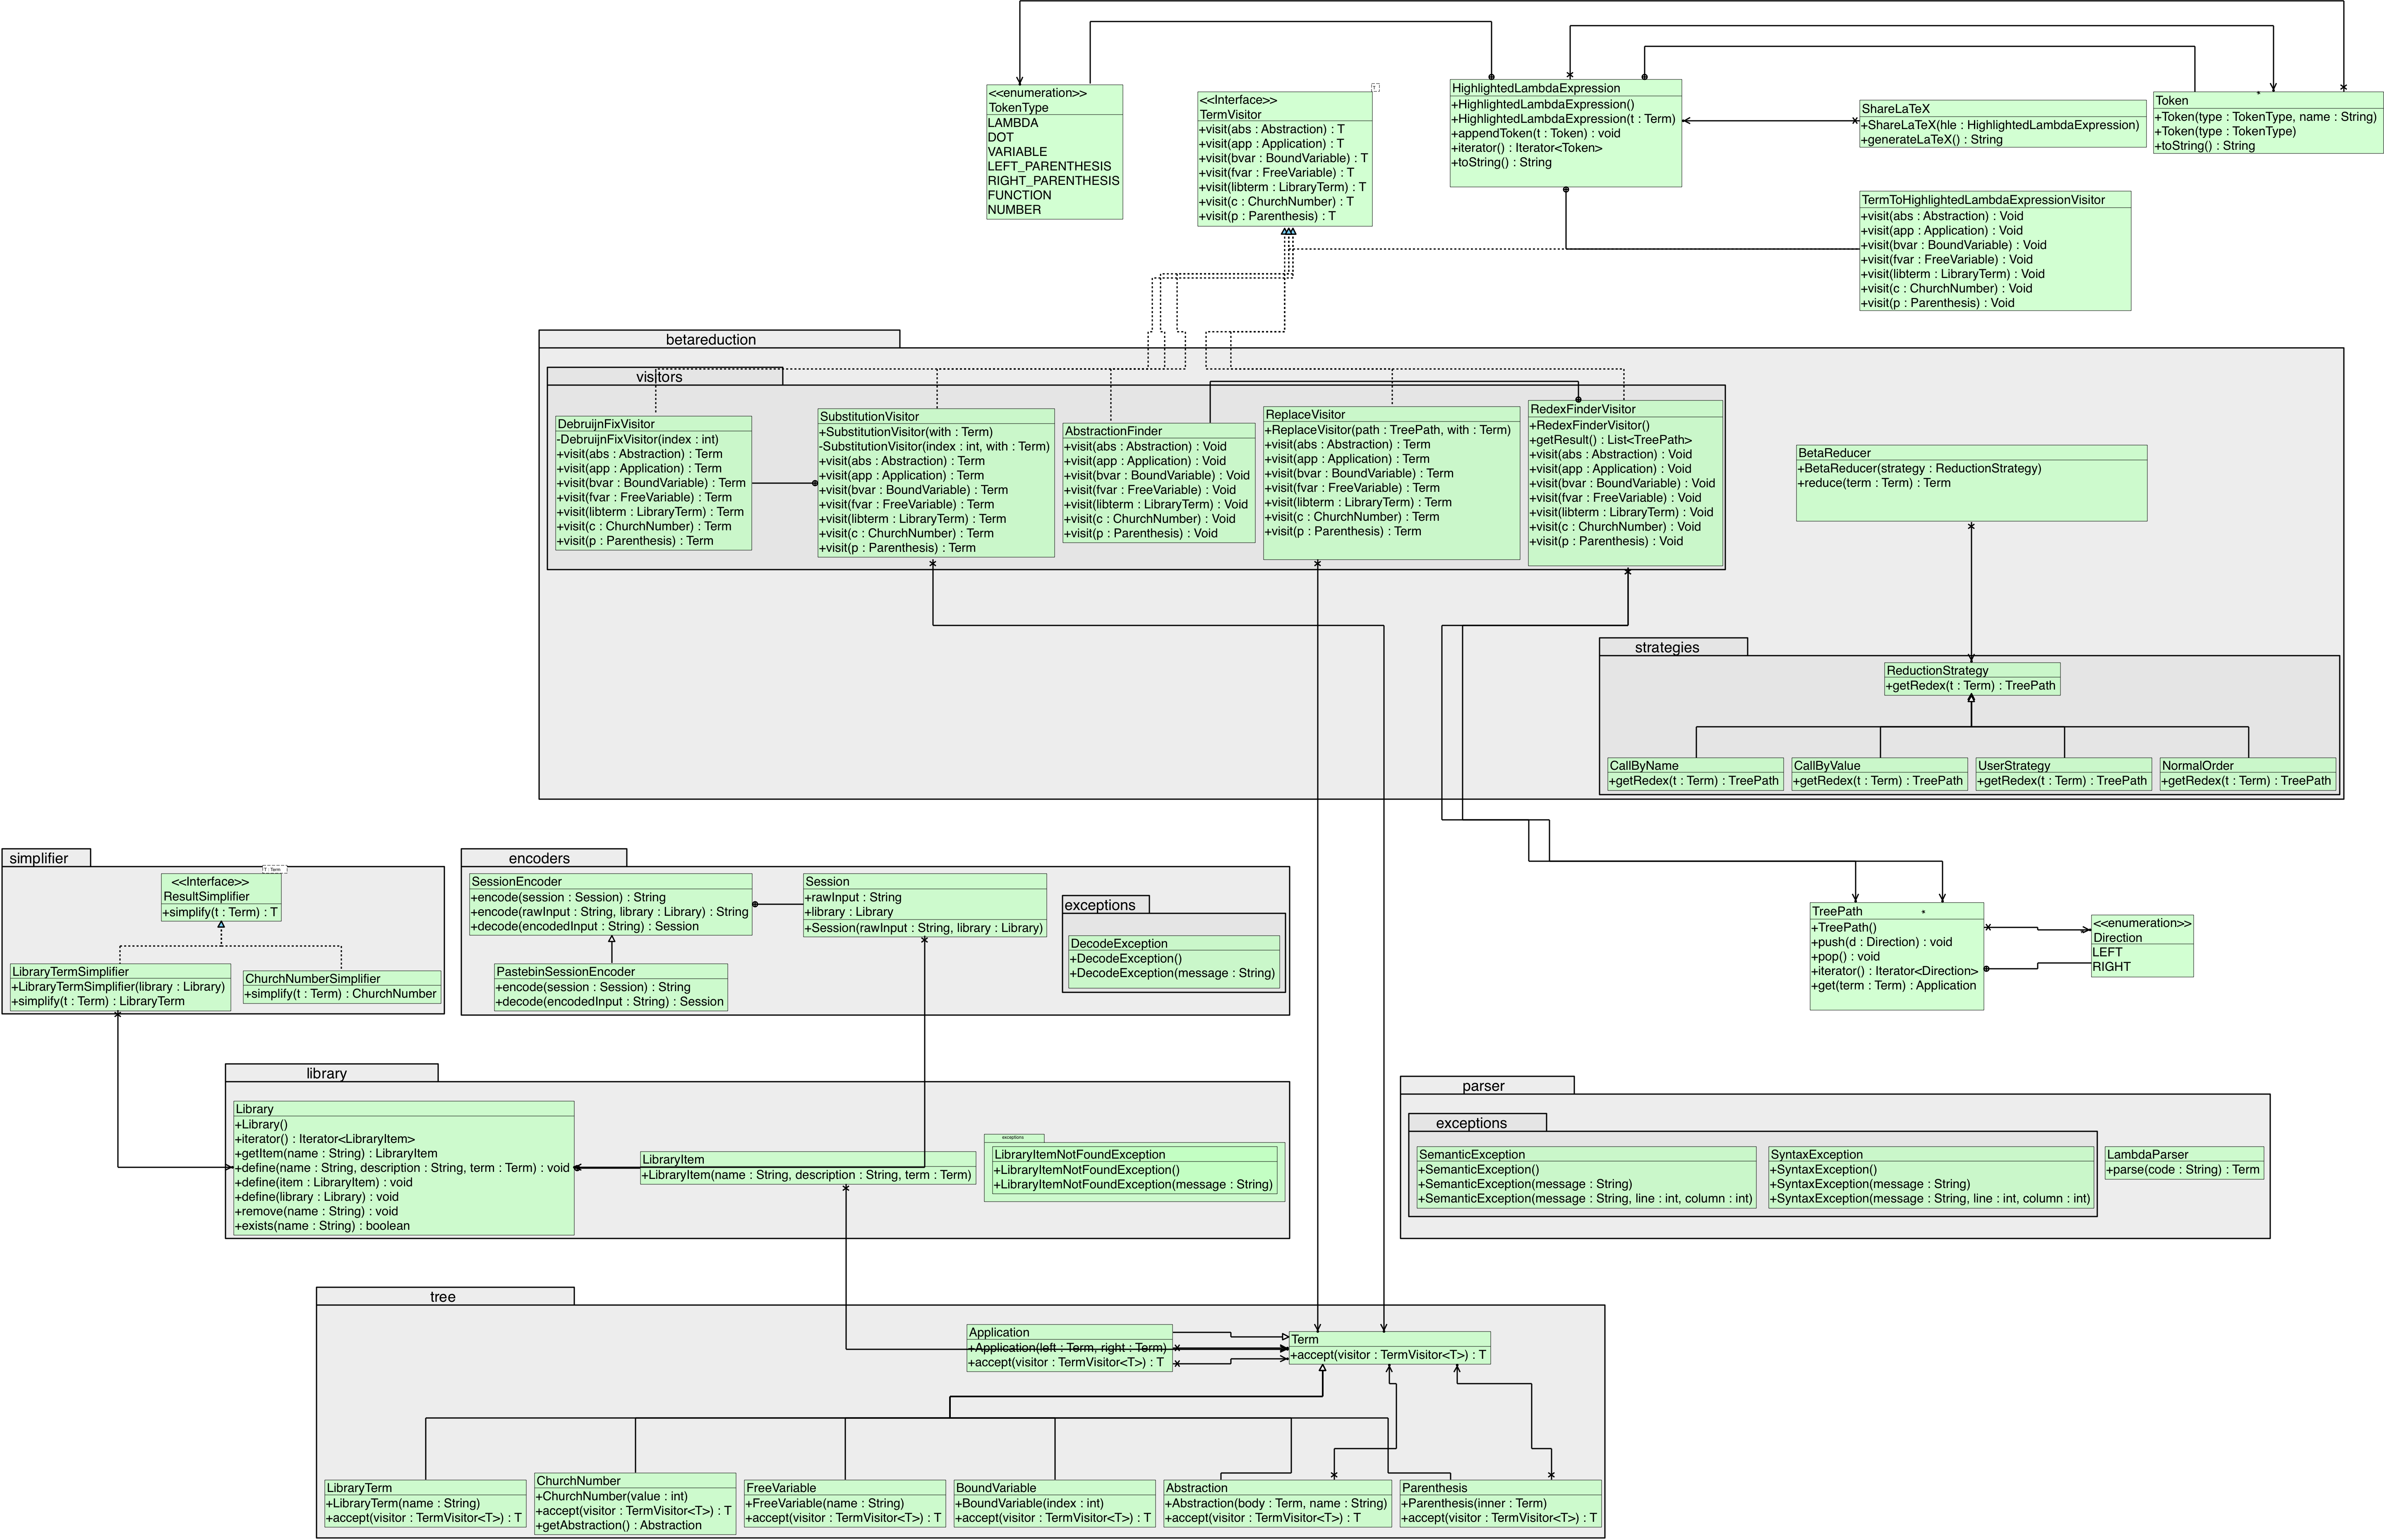 <<enumeration>>
TokenType
LAMBDA
DOT
VARIABLE
LEFT_PARENTHESIS
RIGHT_PARENTHESIS
FUNCTION
NUMBER
T
<<Interface>>
TermVisitor
+visit(abs : Abstraction) : T
+visit(app : Application) : T
+visit(bvar : BoundVariable) : T
+visit(fvar : FreeVariable) : T
+visit(libterm : LibraryTerm) : T
+visit(c : ChurchNumber) : T
+visit(p : Parenthesis) : T
HighlightedLambdaExpression
+HighlightedLambdaExpression()
+HighlightedLambdaExpression(t : Term)
+appendToken(t : Token) : void
+iterator() : Iterator<Token>
+toString() : String
ShareLaTeX
+ShareLaTeX(hle : HighlightedLambdaExpression)
+generateLaTeX() : String
*
Token
+Token(type : TokenType, name : String)
+Token(type : TokenType)
+toString() : String
TermToHighlightedLambdaExpressionVisitor
+visit(abs : Abstraction) : Void
+visit(app : Application) : Void
+visit(bvar : BoundVariable) : Void
+visit(fvar : FreeVariable) : Void
+visit(libterm : LibraryTerm) : Void
+visit(c : ChurchNumber) : Void
+visit(p : Parenthesis) : Void
betareduction
visitors
DebruijnFixVisitor
-DebruijnFixVisitor(index : int)
+visit(abs : Abstraction) : Term
+visit(app : Application) : Term
+visit(bvar : BoundVariable) : Term
+visit(fvar : FreeVariable) : Term
+visit(libterm : LibraryTerm) : Term
+visit(c : ChurchNumber) : Term
+visit(p : Parenthesis) : Term
SubstitutionVisitor
+SubstitutionVisitor(with : Term)
-SubstitutionVisitor(index : int, with : Term)
+visit(abs : Abstraction) : Term
+visit(app : Application) : Term
+visit(bvar : BoundVariable) : Term
+visit(fvar : FreeVariable) : Term
+visit(libterm : LibraryTerm) : Term
+visit(c : ChurchNumber) : Term
+visit(p : Parenthesis) : Term
AbstractionFinder
+visit(abs : Abstraction) : Void
+visit(app : Application) : Void
+visit(bvar : BoundVariable) : Void
+visit(fvar : FreeVariable) : Void
+visit(libterm : LibraryTerm) : Void
+visit(c : ChurchNumber) : Void
+visit(p : Parenthesis) : Void
ReplaceVisitor
+ReplaceVisitor(path : TreePath, with : Term)
+visit(abs : Abstraction) : Term
+visit(app : Application) : Term
+visit(bvar : BoundVariable) : Term
+visit(fvar : FreeVariable) : Term
+visit(libterm : LibraryTerm) : Term
+visit(c : ChurchNumber) : Term
+visit(p : Parenthesis) : Term
RedexFinderVisitor
+RedexFinderVisitor()
+getResult() : List<TreePath>
+visit(abs : Abstraction) : Void
+visit(app : Application) : Void
+visit(bvar : BoundVariable) : Void
+visit(fvar : FreeVariable) : Void
+visit(libterm : LibraryTerm) : Void
+visit(c : ChurchNumber) : Void
+visit(p : Parenthesis) : Void
BetaReducer
+BetaReducer(strategy : ReductionStrategy)
+reduce(term : Term) : Term
strategies
ReductionStrategy
+getRedex(t : Term) : TreePath
CallByName
+getRedex(t : Term) : TreePath
CallByValue
+getRedex(t : Term) : TreePath
UserStrategy
+getRedex(t : Term) : TreePath
NormalOrder
+getRedex(t : Term) : TreePath
simplifier
T : Term
<<Interface>>
ResultSimplifier
+simplify(t : Term) : T
LibraryTermSimplifier
+LibraryTermSimplifier(library : Library)
+simplify(t : Term) : LibraryTerm
ChurchNumberSimplifier
+simplify(t : Term) : ChurchNumber
encoders
SessionEncoder
+encode(session : Session) : String
+encode(rawInput : String, library : Library) : String
+decode(encodedInput : String) : Session
PastebinSessionEncoder
+encode(session : Session) : String
+decode(encodedInput : String) : Session
Session
+rawInput : String
+library : Library
+Session(rawInput : String, library : Library)
exceptions
DecodeException
+DecodeException()
+DecodeException(message : String)
TreePath
*
+TreePath()
+push(d : Direction) : void
+pop() : void
+iterator() : Iterator<Direction>
+get(term : Term) : Application
<<enumeration>>
Direction
LEFT
RIGHT
library
Library
+Library()
+iterator() : Iterator<LibraryItem>
+getItem(name : String) : LibraryItem
+define(name : String, description : String, term : Term) : void
+define(item : LibraryItem) : void
+define(library : Library) : void
+remove(name : String) : void
+exists(name : String) : boolean
LibraryItem
+LibraryItem(name : String, description : String, term : Term)
exceptions
LibraryItemNotFoundException
+LibraryItemNotFoundException()
+LibraryItemNotFoundException(message : String)
parser
exceptions
SemanticException
+SemanticException()
+SemanticException(message : String)
+SemanticException(message : String, line : int, column : int)
SyntaxException
+SyntaxException()
+SyntaxException(message : String)
+SyntaxException(message : String, line : int, column : int)
LambdaParser
+parse(code : String) : Term
tree
Application
+Application(left : Term, right : Term)
+accept(visitor : TermVisitor<T>) : T
Term
+accept(visitor : TermVisitor<T>) : T
LibraryTerm
+LibraryTerm(name : String)
+accept(visitor : TermVisitor<T>) : T
ChurchNumber
+ChurchNumber(value : int)
+accept(visitor : TermVisitor<T>) : T
+getAbstraction() : Abstraction
FreeVariable
+FreeVariable(name : String)
+accept(visitor : TermVisitor<T>) : T
BoundVariable
+BoundVariable(index : int)
+accept(visitor : TermVisitor<T>) : T
Abstraction
+Abstraction(body : Term, name : String)
+accept(visitor : TermVisitor<T>) : T
Parenthesis
+Parenthesis(inner : Term)
+accept(visitor : TermVisitor<T>) : T